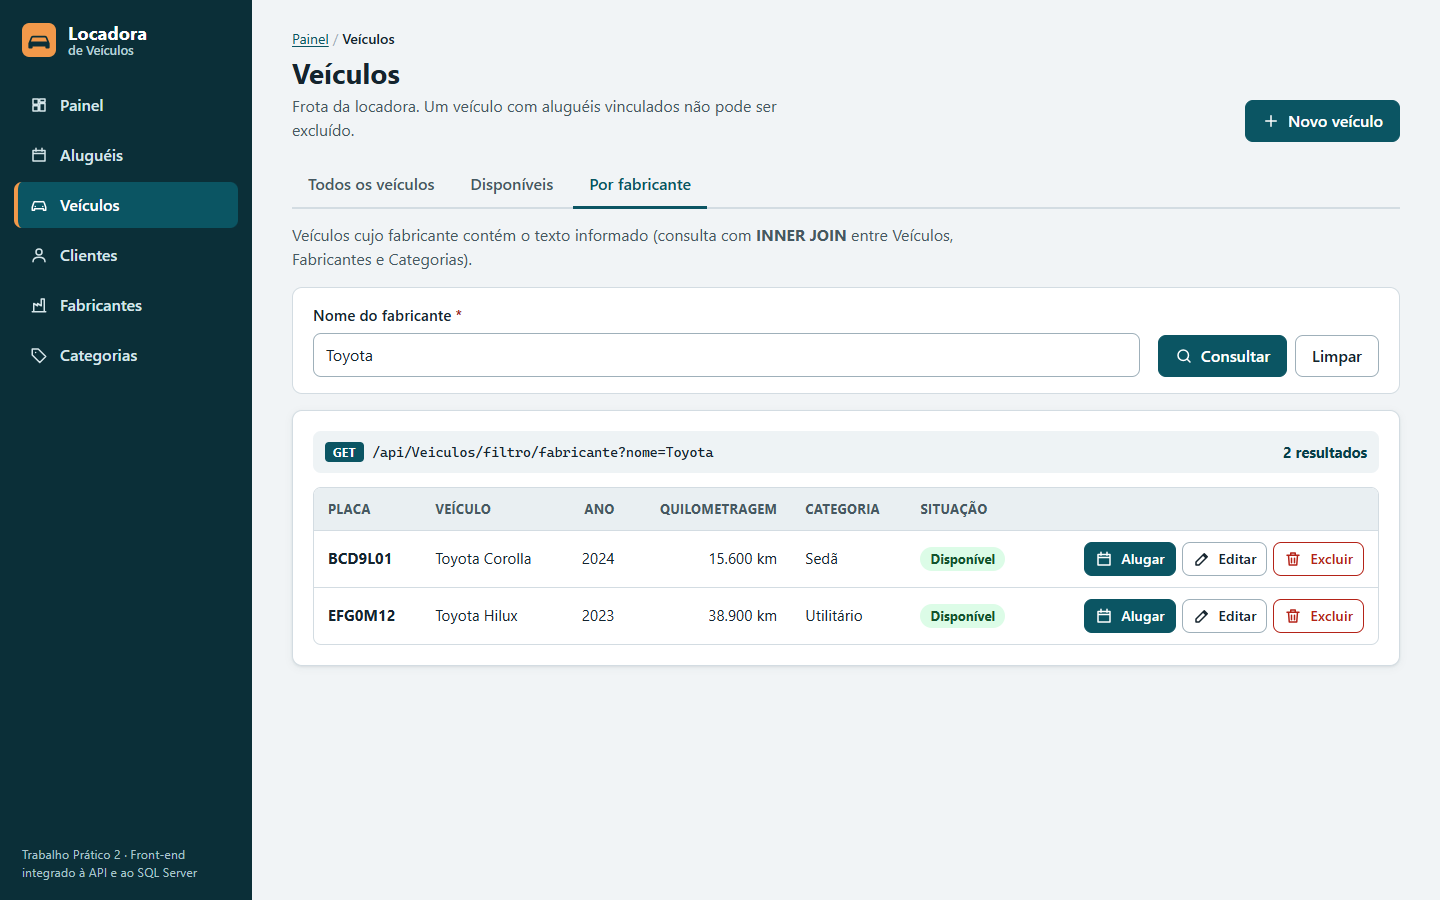 Locadora
de Veículos
Painel
Aluguéis
Veículos
Clientes
Fabricantes
Categorias
Trabalho Prático 2 · Front-end
integrado à API e ao SQL Server
Painel / Veículos
Veículos
Frota da locadora. Um veículo com aluguéis vinculados não pode ser
excluído.
Novo veículo
Todos os veículos Disponíveis Por fabricante
Veículos cujo fabricante contém o texto informado (consulta com INNER JOIN entre Veículos,
Fabricantes e Categorias).
Nome do fabricante *
Toyota
Consultar Limpar
GET /api/Veiculos/filtro/fabricante?nome=Toyota 2 resultados
PLACA VEÍCULO ANO QUILOMETRAGEM CATEGORIA SITUAÇÃO
BCD9L01 Toyota Corolla 2024 15.600 km Sedã Disponível Alugar Editar Excluir
EFG0M12 Toyota Hilux 2023 38.900 km Utilitário Disponível Alugar Editar Excluir